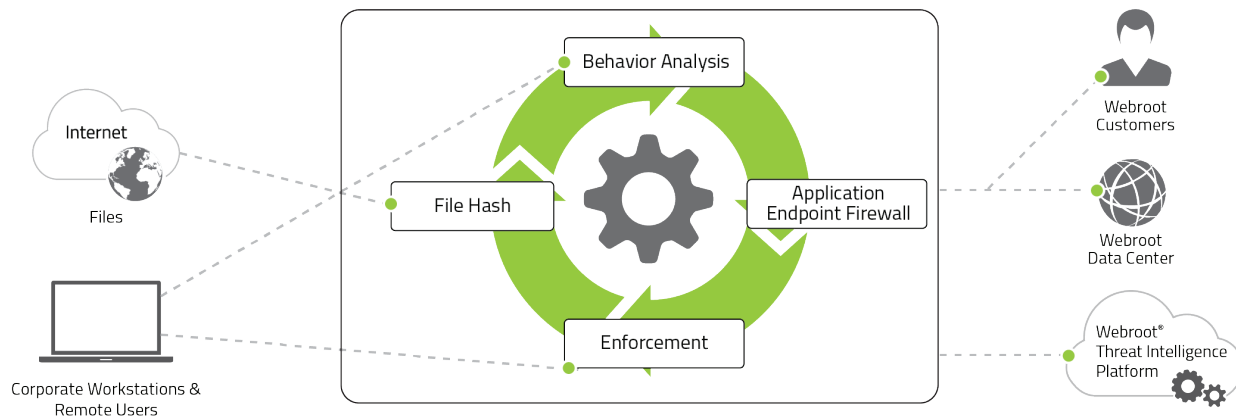 Internet
Files
Corporate Workstations &
Remote Users
Behavior Analysis
File Hash
Application
Endpoint Firewall
Enforcement
Webroot
Customers
Webroot
Data Center
Webroot®
Threat Intelligence
Platform